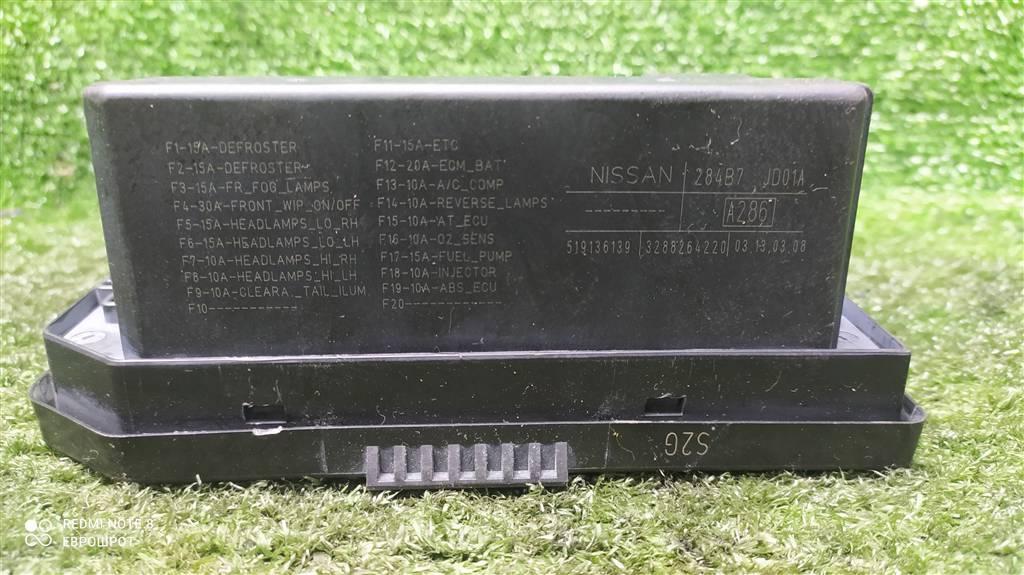 F1-15A-DEFROSTER
F2-15A-DEFROSTER
F3-15A-FR_FOG_LAMPS
F4-30A-FRONT_WIP_ON/OFF
F5-15A-HEADLAMPS_LO_RH
F6-15A-HEADLAMPS_LO_LH
F7-10A-HEADLAMPS_HI_RH
F8-10A-HEADLAMPS_HI_LH
F9-10A-CLEARA._TAIL_ILUM
F10-----------
F11-15A-ETC
F12-20A-ECM_BAT
F13-10A-A/C_COMP
F14-10A-REVERSE_LAMPS
F15-10A-AT_ECU
F16-10A-O2_SENS
F17-15A-FUEL_PUMP
F18-10A-INJECTOR
F19-10A-ABS_ECU
F20------------
NISSAN 284B7 JD01A
--------- A286
519136139 3288264220 03.13.03.08
S2G
REDMI NOTE 8
ЕВРОШРОТ